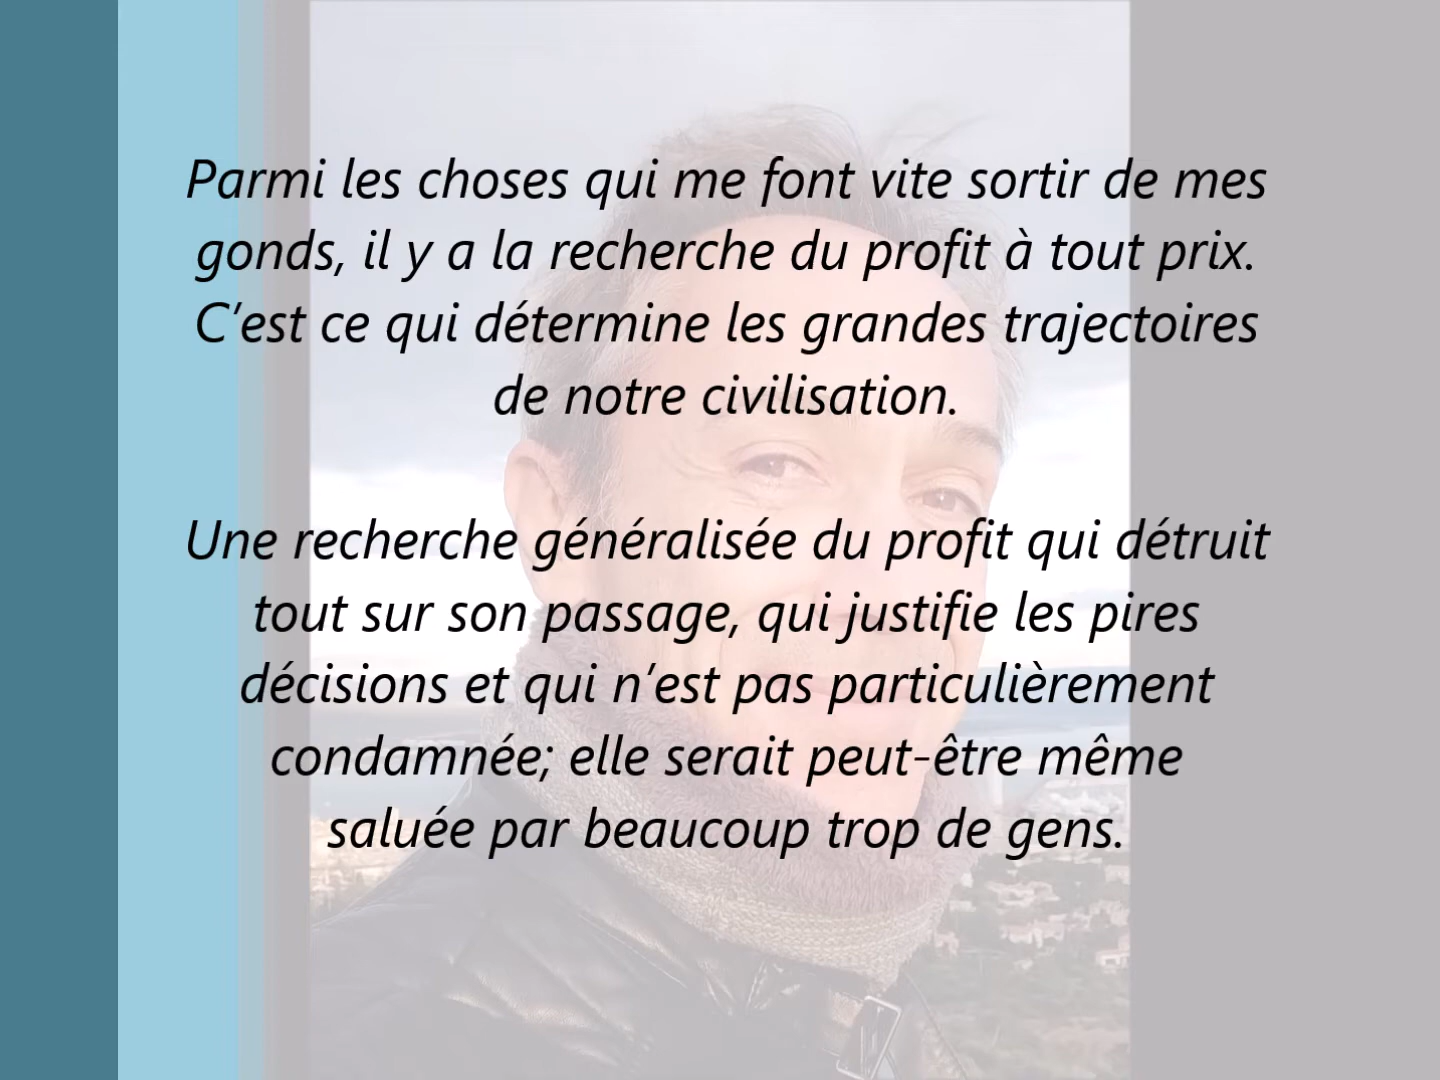 Parmi les choses qui me font vite sortir de mes
gonds, il y a la recherche du profit à tout prix.
C’est ce qui détermine les grandes trajectoires
de notre civilisation.
Une recherche généralisée du profit qui détruit
tout sur son passage, qui justifie les pires
décisions et qui n’est pas particulièrement
condamnée; elle serait peut-être même
saluée par beaucoup trop de gens.